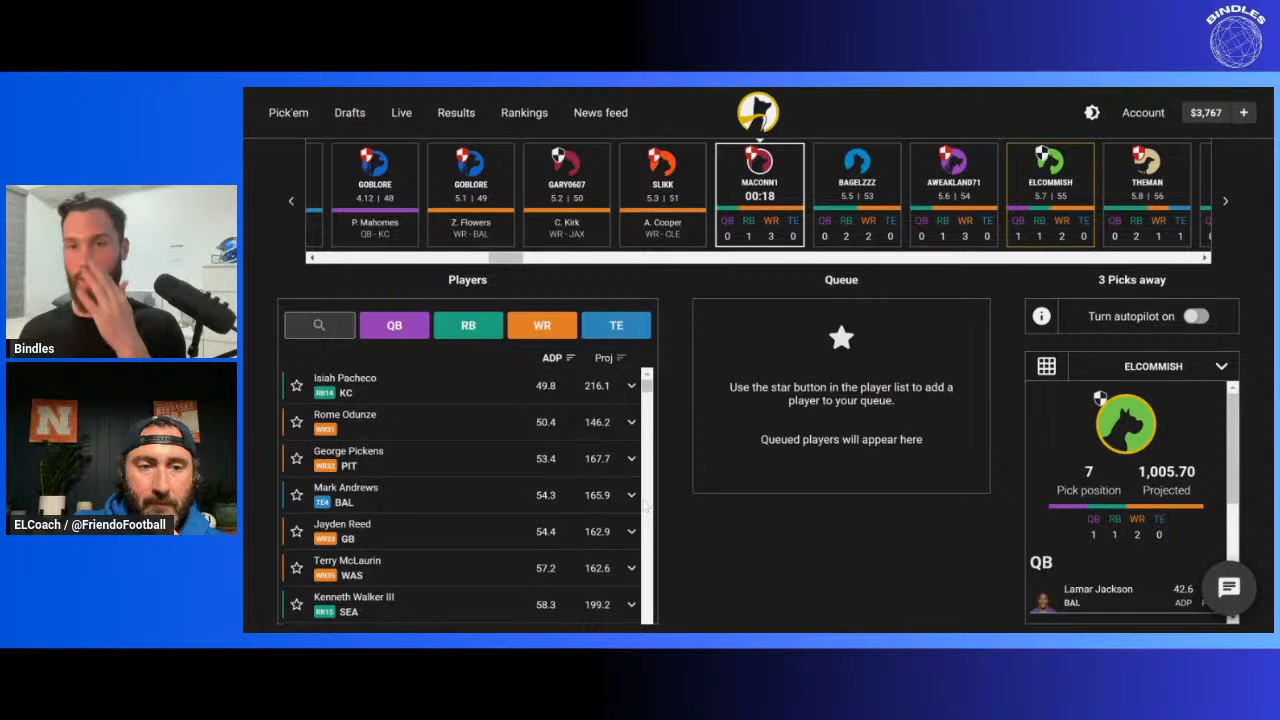 BINDLES
Pick'em Drafts Live Results Rankings News feed Account $3,767 +
GOBLORE
4.12 | 48
P. Mahomes
QB - KC
GOBLORE
5.1 | 49
Z. Flowers
WR - BAL
GARY0607
5.2 | 50
C. Kirk
WR - JAX
SLIKK
5.3 | 51
A. Cooper
WR - CLE
MACONN1
00:18
QB RB WR TE
0 1 3 0
BAGELZZZ
5.5 | 53
QB RB WR TE
0 2 2 0
AWEAKLAND71
5.6 | 54
QB RB WR TE
0 1 3 0
ELCOMMISH
5.7 | 55
QB RB WR TE
1 1 2 0
THEMAN
5.8 | 56
QB RB WR TE
0 2 1 1
Players
QB RB WR TE
ADP Proj
Isiah Pacheco
RB14 KC 49.8 216.1
Rome Odunze
WR31 50.4 146.2
George Pickens
WR32 PIT 53.4 167.7
Mark Andrews
TE4 BAL 54.3 165.9
Jayden Reed
WR33 GB 54.4 162.9
Terry McLaurin
WR35 WAS 57.2 162.6
Kenneth Walker III
RB15 SEA 58.3 199.2
Queue
Use the star button in the player list to add a
player to your queue.
Queued players will appear here
3 Picks away
Turn autopilot on
ELCOMMISH
7 1,005.70
Pick position Projected
QB RB WR TE
1 1 2 0
QB
Lamar Jackson 42.6
BAL ADP
Bindles
N
ELCoach / @FriendoFootball